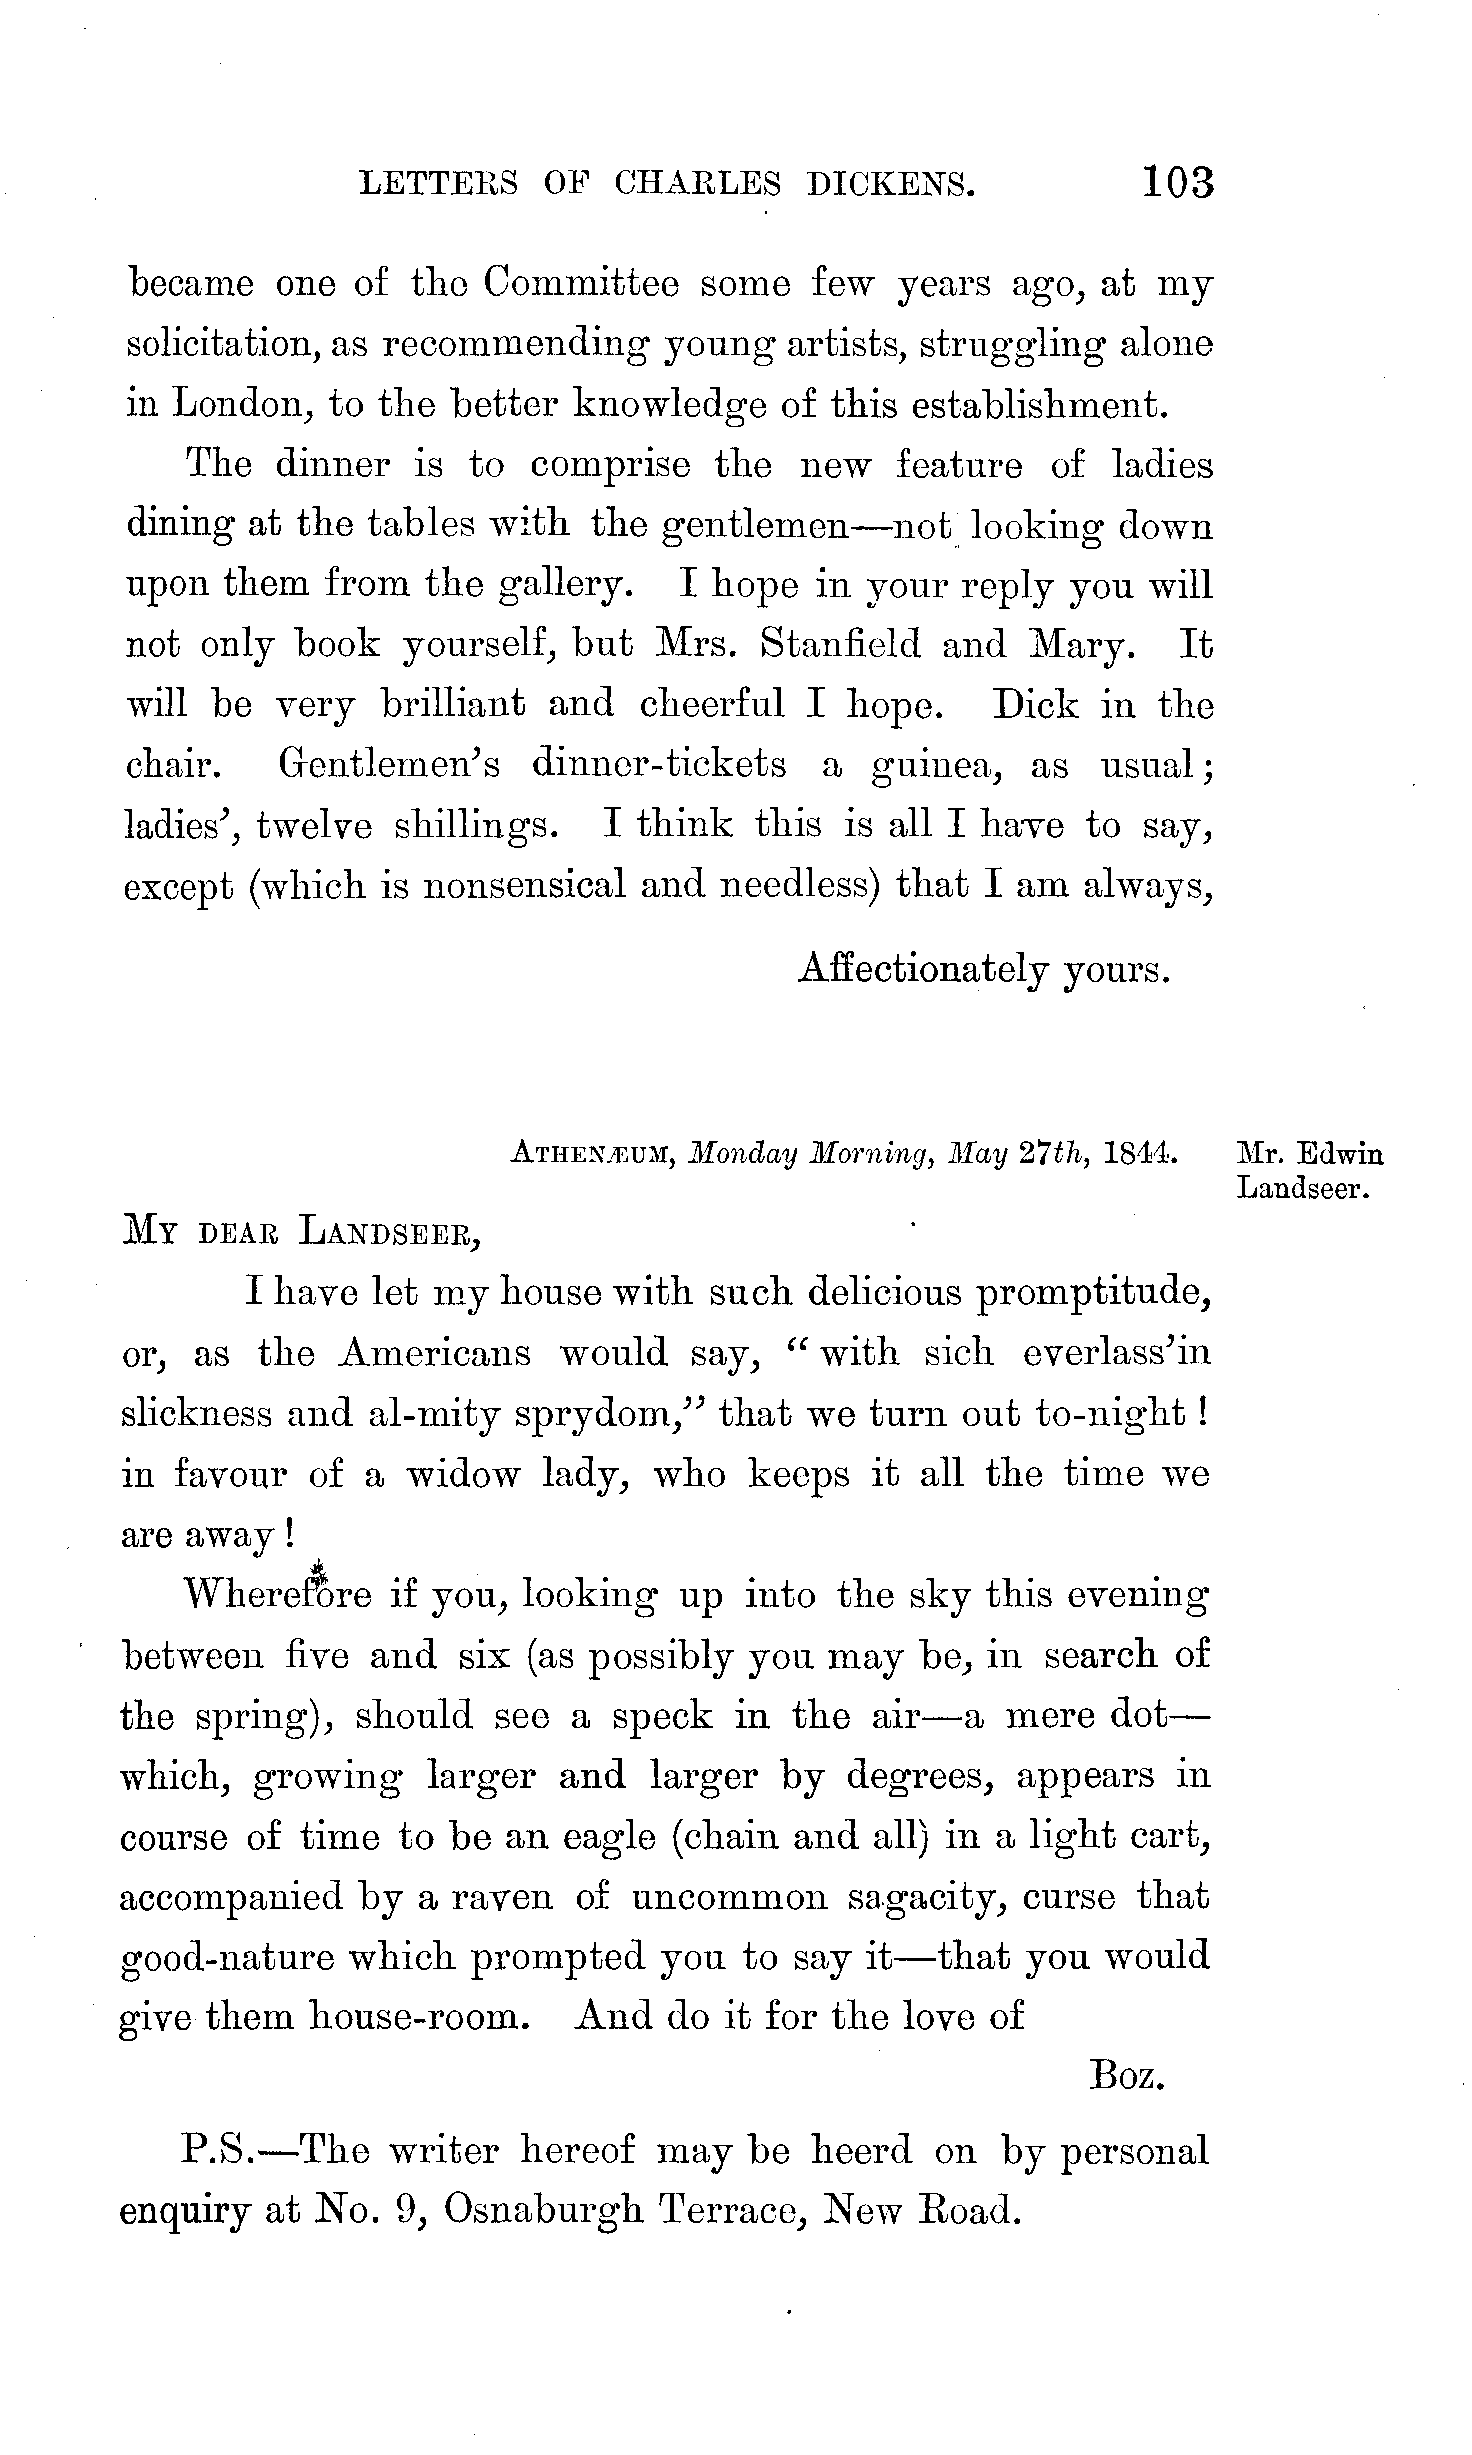 LETTERS OF CHARLES DICKENS. 103
became one of the Committee some few years ago, at my
solicitation, as recommending young artists, struggling alone
in London, to the better knowledge of this establishment.
The dinner is to comprise the new feature of ladies
dining at the tables with the gentlemen—not looking down
upon them from the gallery. I hope in your reply you will
not only book yourself, but Mrs. Stanfield and Mary. It
will be very brilliant and cheerful I hope. Dick in the
chair. Gentlemen's dinner-tickets a guinea, as usual;
ladies', twelve shillings. I think this is all I have to say,
except (which is nonsensical and needless) that I am always,
Affectionately yours.
ATHENÆUM, Monday Morning, May 27th, 1844.
Mr. Edwin
Landseer.
MY DEAR LANDSEER,
I have let my house with such delicious promptitude,
or, as the Americans would say, "with sich everlass'in
slickness and al-mity sprydom," that we turn out to-night!
in favour of a widow lady, who keeps it all the time we
are away!
Wherefore if you, looking up into the sky this evening
between five and six (as possibly you may be, in search of
the spring), should see a speck in the air—a mere dot—
which, growing larger and larger by degrees, appears in
course of time to be an eagle (chain and all) in a light cart,
accompanied by a raven of uncommon sagacity, curse that
good-nature which prompted you to say it—that you would
give them house-room. And do it for the love of
BOZ.
P.S.—The writer hereof may be heerd on by personal
enquiry at No. 9, Osnaburgh Terrace, New Road.